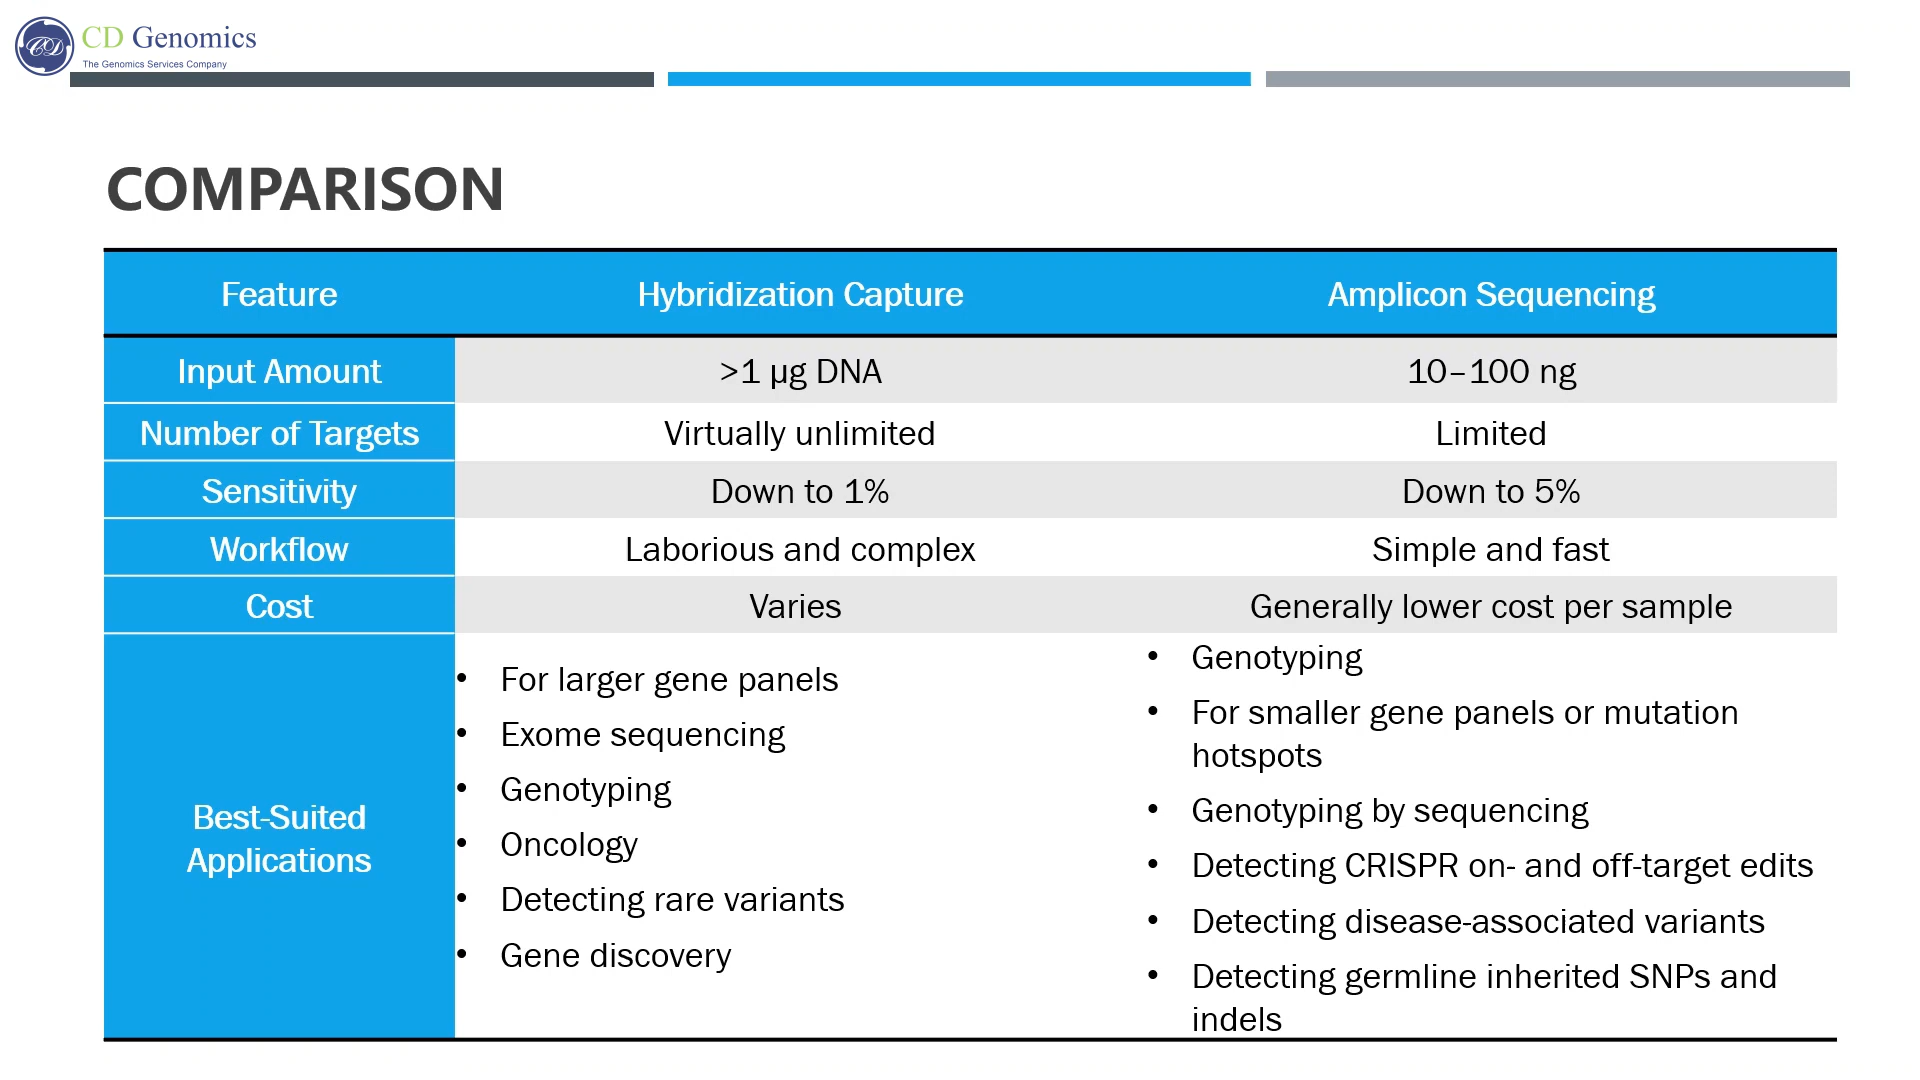 CD Genomics
The Genomics Services Company
COMPARISON
Feature Hybridization Capture Amplicon Sequencing
Input Amount >1 µg DNA 10–100 ng
Number of Targets Virtually unlimited Limited
Sensitivity Down to 1% Down to 5%
Workflow Laborious and complex Simple and fast
Cost Varies Generally lower cost per sample
Best-Suited
Applications
• For larger gene panels
• Exome sequencing
• Genotyping
• Oncology
• Detecting rare variants
• Gene discovery
• Genotyping
• For smaller gene panels or mutation
hotspots
• Genotyping by sequencing
• Detecting CRISPR on- and off-target edits
• Detecting disease-associated variants
• Detecting germline inherited SNPs and
indels